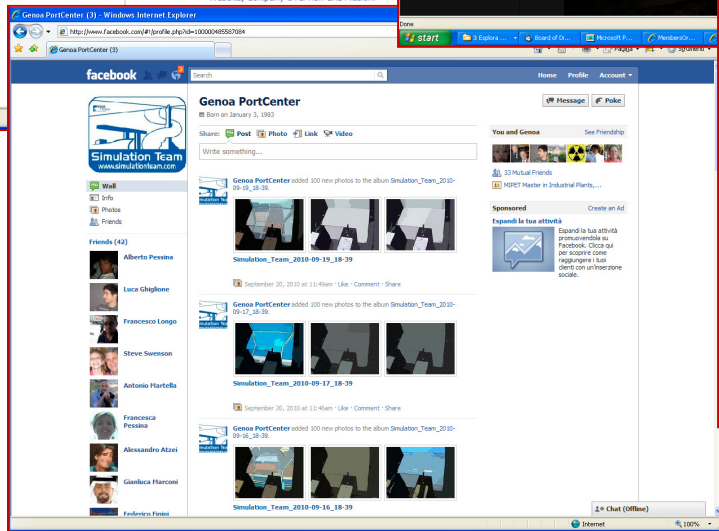 Genoa PortCenter (3) - Windows Internet Explorer
http://www.facebook.com/#!/profile.php?id=100000485587084
Genoa PortCenter (3)
Done
start
3 Esplora ...
Board of Di...
Microsoft P...
MembersOr...
Pagina
Strumenti
facebook
3
Search
Home Profile Account
Simulation Team
www.simulationteam.com
Wall
Info
Photos
Friends
Friends (42)
Alberto Pessina
Luca Ghiglione
Francesco Longo
Steve Swenson
Antonio Martella
Francesca
Pessina
Alessandro Atzei
Gianluca Marconi
Federico Finini
Genoa PortCenter
Born on January 3, 1983
Message
Poke
Share: Post Photo Link Video
Write something...
Genoa PortCenter added 100 new photos to the album Simulation_Team_2010-
09-19_18-39.
Simulation_Team_2010-09-19_18-39
September 20, 2010 at 11:49am · Like · Comment · Share
Genoa PortCenter added 100 new photos to the album Simulation_Team_2010-
09-17_18-39.
Simulation_Team_2010-09-17_18-39
September 20, 2010 at 11:48am · Like · Comment · Share
Genoa PortCenter added 100 new photos to the album Simulation_Team_2010-
09-16_18-39.
Simulation_Team_2010-09-16_18-39
You and Genoa See Friendship
33 Mutual Friends
MIPET Master in Industrial Plants,...
Sponsored Create an Ad
Espandi la tua attività
Espandi la tua attività
promuovendola su
Facebook. Clicca qui
per scoprire come
raggiungere i tuoi
clienti con un'inserzione
sociale.
Chat (Offline)
Internet
100%